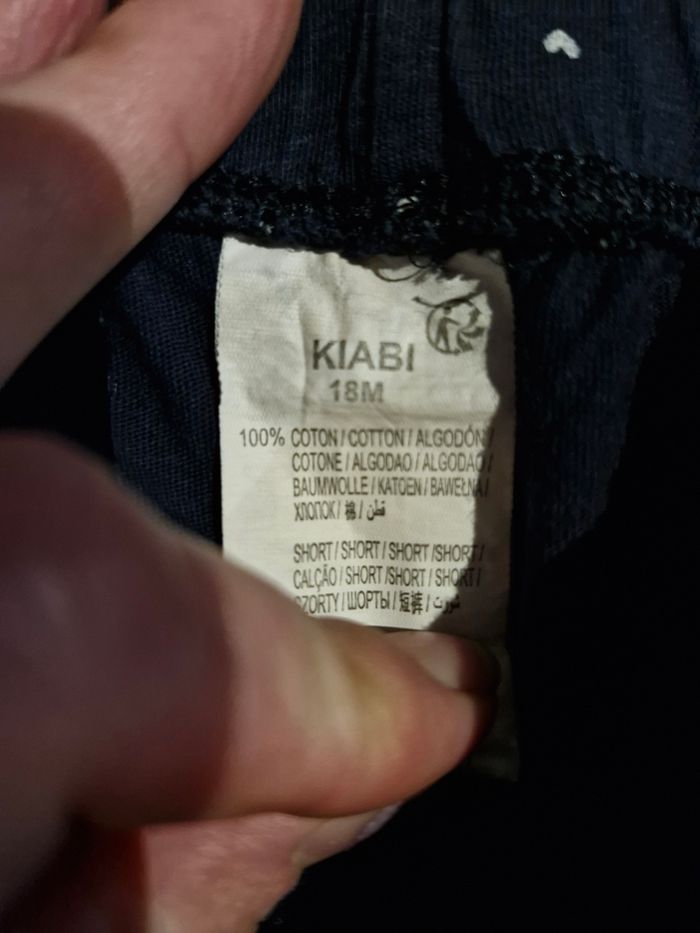 KIABI
18M
100% COTON / COTTON / ALGODÓN /
COTONE / ALGODAO / ALGODAO /
BAUMWOLLE / KATOEN / BAWEŁNA /
ХЛОПОК / 棉 / قطن
SHORT / SHORT / SHORT / SHORT /
CALÇÃO / SHORT / SHORT / SHORT /
SZORTY / ШОРТЫ / 短裤 / شورت